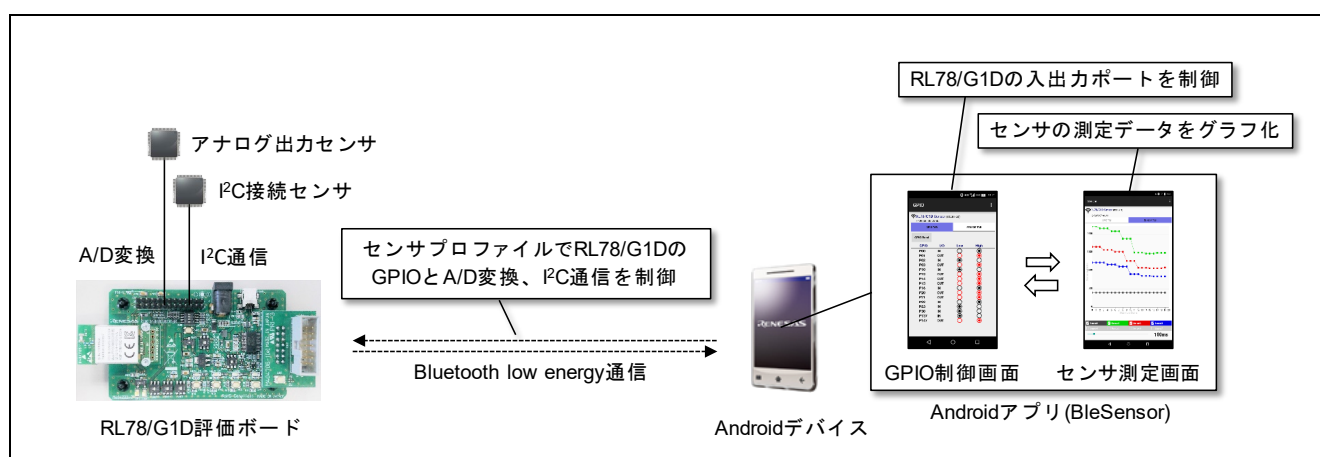 RL78/G1Dの入出力ポートを制御
センサの測定データをグラフ化
アナログ出力センサ
I²C接続センサ
A/D変換
I²C通信
センサプロファイルでRL78/G1Dの
GPIOとA/D変換、I²C通信を制御
Bluetooth low energy通信
RENESAS
GPIO
GPIO制御画面
センサ測定画面
Androidアプリ(BleSensor)
Androidデバイス
RL78/G1D評価ボード